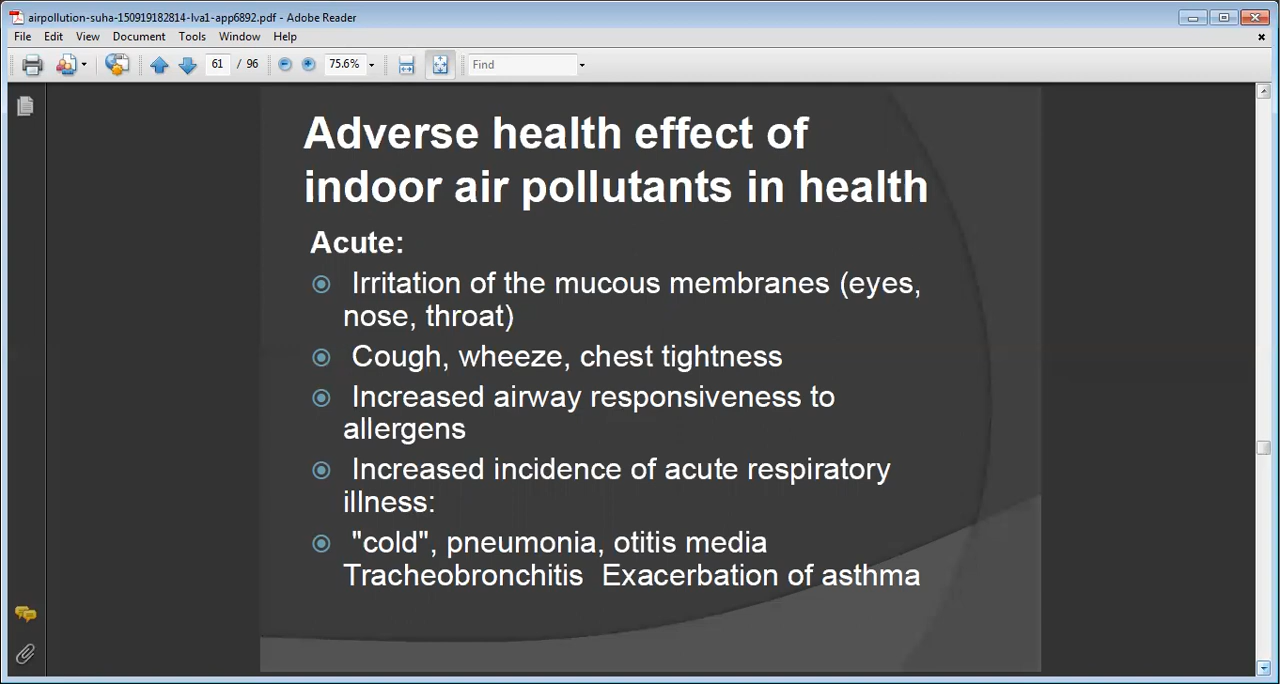 airpollution-suha-150919182814-lva1-app6892.pdf - Adobe Reader
File Edit View Document Tools Window Help
61 / 96 75.6% Find
Adverse health effect of
indoor air pollutants in health
Acute:
Irritation of the mucous membranes (eyes,
nose, throat)
Cough, wheeze, chest tightness
Increased airway responsiveness to
allergens
Increased incidence of acute respiratory
illness:
"cold", pneumonia, otitis media
Tracheobronchitis Exacerbation of asthma